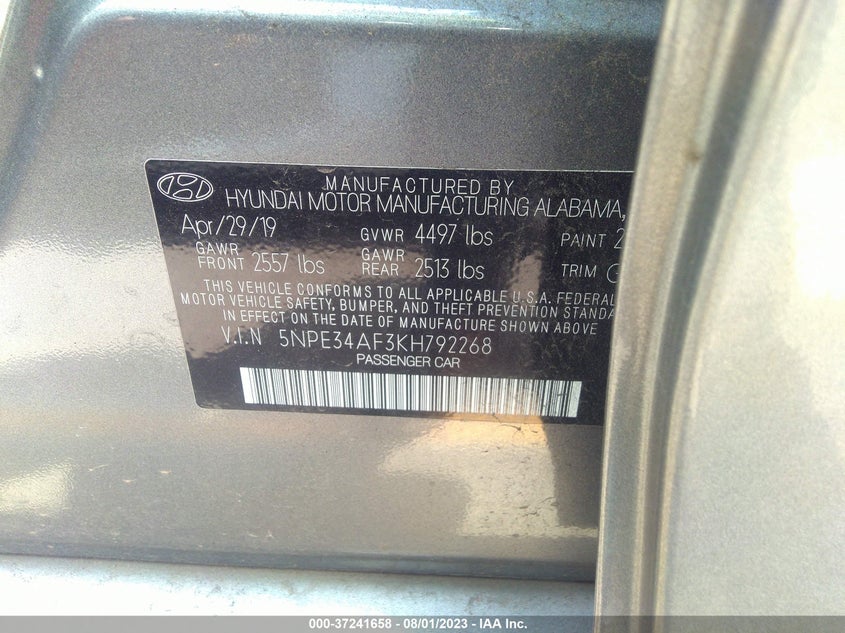 MANUFACTURED BY
HYUNDAI MOTOR MANUFACTURING ALABAMA,
Apr/29/19 GVWR 4497 lbs PAINT 2
GAWR FRONT 2557 lbs GAWR REAR 2513 lbs TRIM
THIS VEHICLE CONFORMS TO ALL APPLICABLE U.S.A. FEDERAL
MOTOR VEHICLE SAFETY, BUMPER, AND THEFT PREVENTION STANDA
IN EFFECT ON THE DATE OF MANUFACTURE SHOWN ABOVE
V.I.N 5NPE34AF3KH792268
PASSENGER CAR
000-37241658 - 08/01/2023 - IAA Inc.